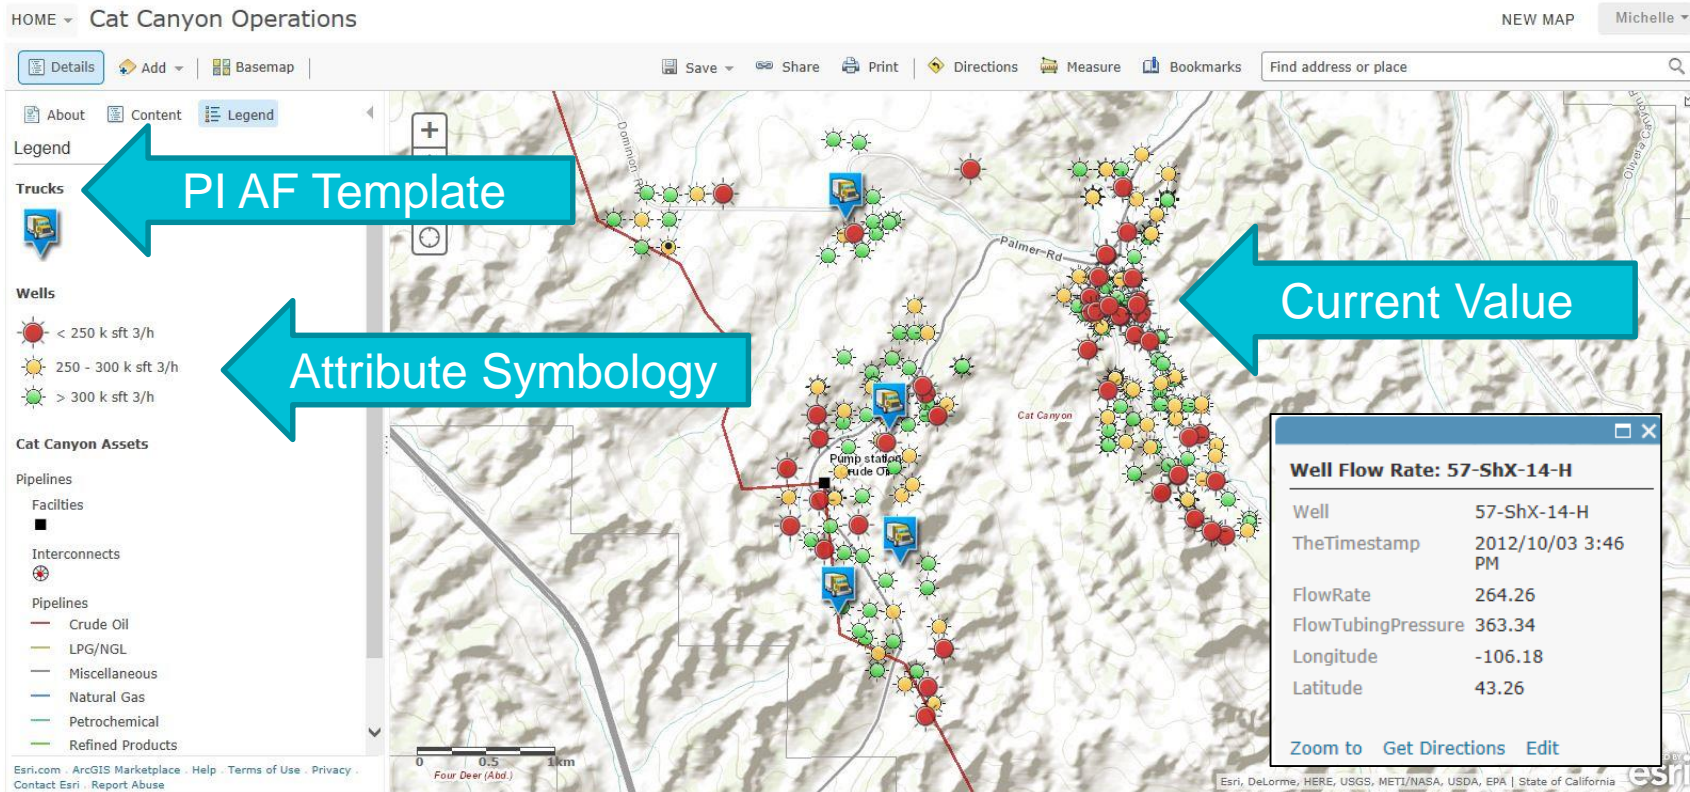 HOME Cat Canyon Operations
NEW MAP Michelle
Details Add Basemap
Save Share Print Directions Measure Bookmarks Find address or place
About Content Legend
Legend
Trucks
PI AF Template
Wells
< 250 k sft 3/h
250 - 300 k sft 3/h
> 300 k sft 3/h
Attribute Symbology
Current Value
Cat Canyon Assets
Pipelines
Facilties
Interconnects
Pipelines
Crude Oil
LPG/NGL
Miscellaneous
Natural Gas
Petrochemical
Refined Products
Esri.com . ArcGIS Marketplace . Help . Terms of Use . Privacy .
Contact Esri . Report Abuse
Palmer Rd
Cat Canyon
Pump station
Four Deer (Abd.)
0 0.5 1km
Well Flow Rate: 57-ShX-14-H
Well 57-ShX-14-H
TheTimestamp 2012/10/03 3:46
PM
FlowRate 264.26
FlowTubingPressure 363.34
Longitude -106.18
Latitude 43.26
Zoom to Get Directions Edit
Esri, DeLorme, HERE, USGS, METI/NASA, USDA, EPA | State of California
esri